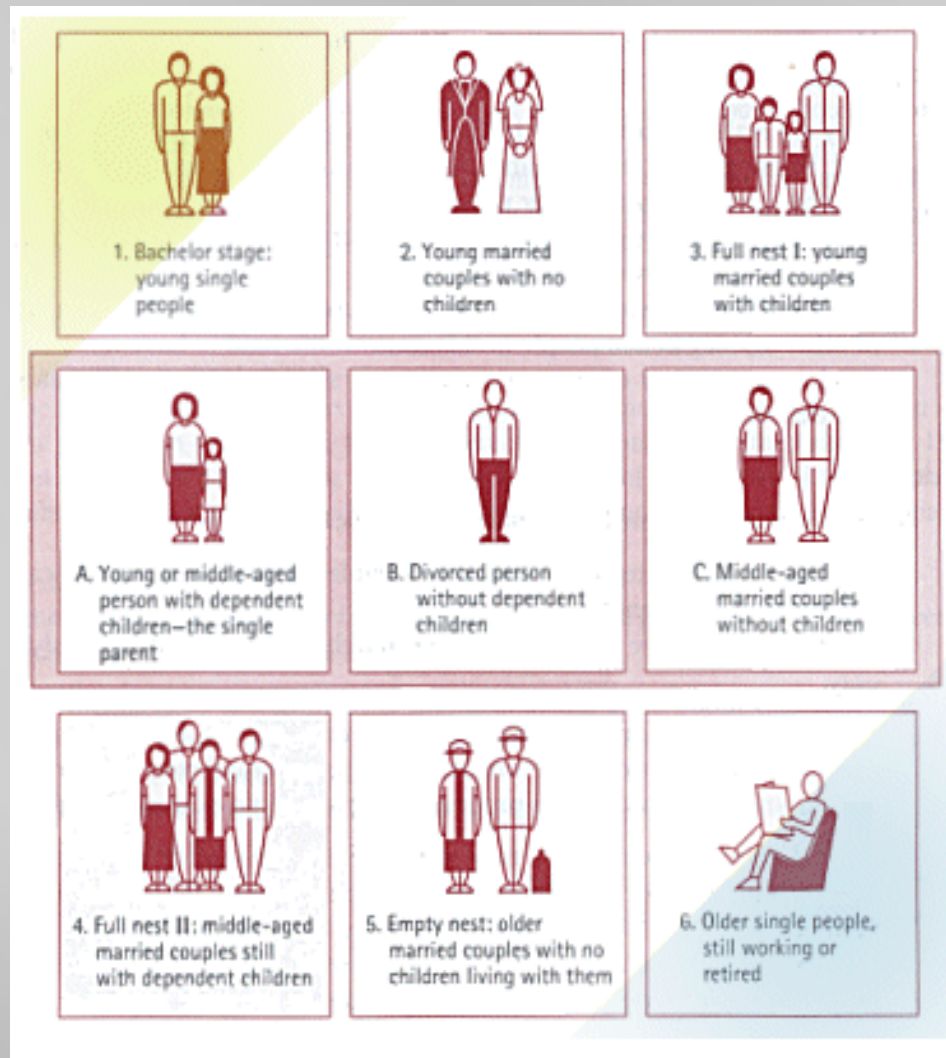 1. Bachelor stage:
young single
people
2. Young married
couples with no
children
3. Full nest I: young
married couples
with children
A. Young or middle-aged
person with dependent
children—the single
parent
B. Divorced person
without dependent
children
C. Middle-aged
married couples
without children
4. Full nest II: middle-aged
married couples still
with dependent children
5. Empty nest: older
married couples with no
children living with them
6. Older single people,
still working or
retired